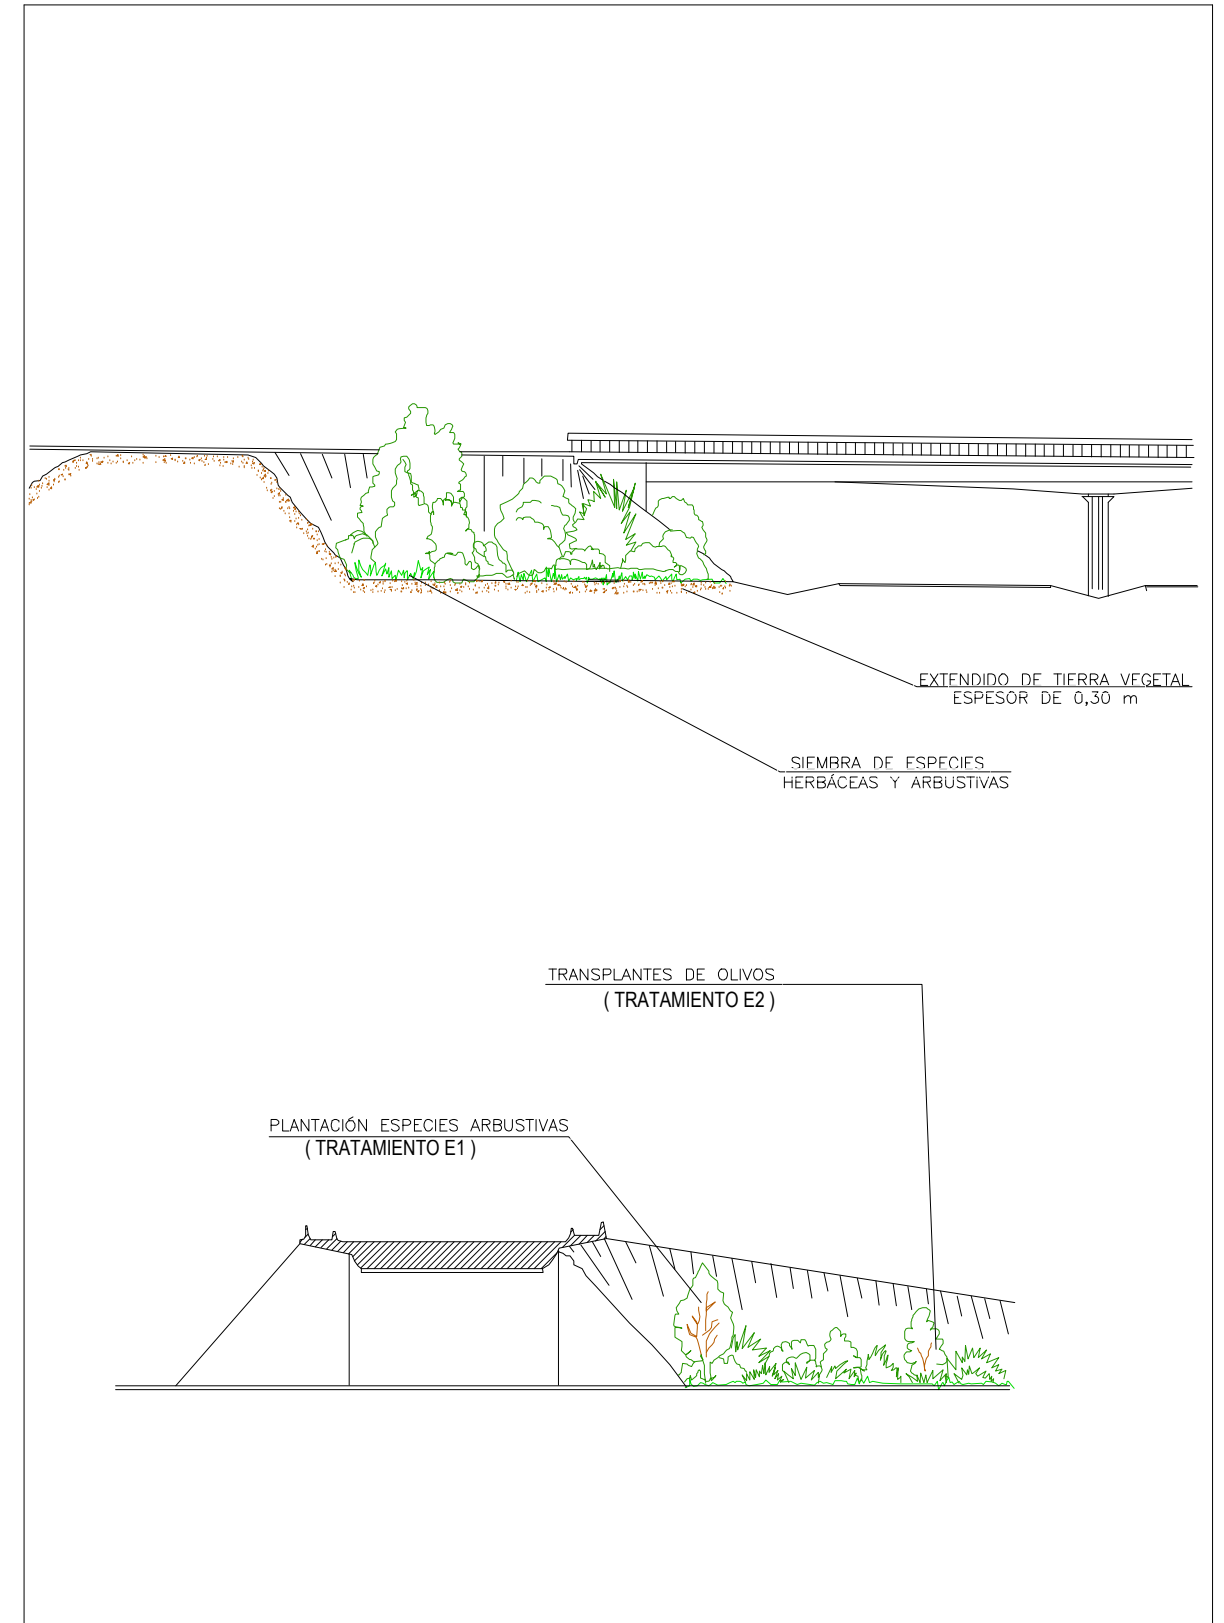 EXTENDIDO DE TIERRA VEGETAL
ESPESOR DE 0,30 m
SIEMBRA DE ESPECIES
HERBÁCEAS Y ARBUSTIVAS
TRANSPLANTES DE OLIVOS
( TRATAMIENTO E2 )
PLANTACIÓN ESPECIES ARBUSTIVAS
( TRATAMIENTO E1 )